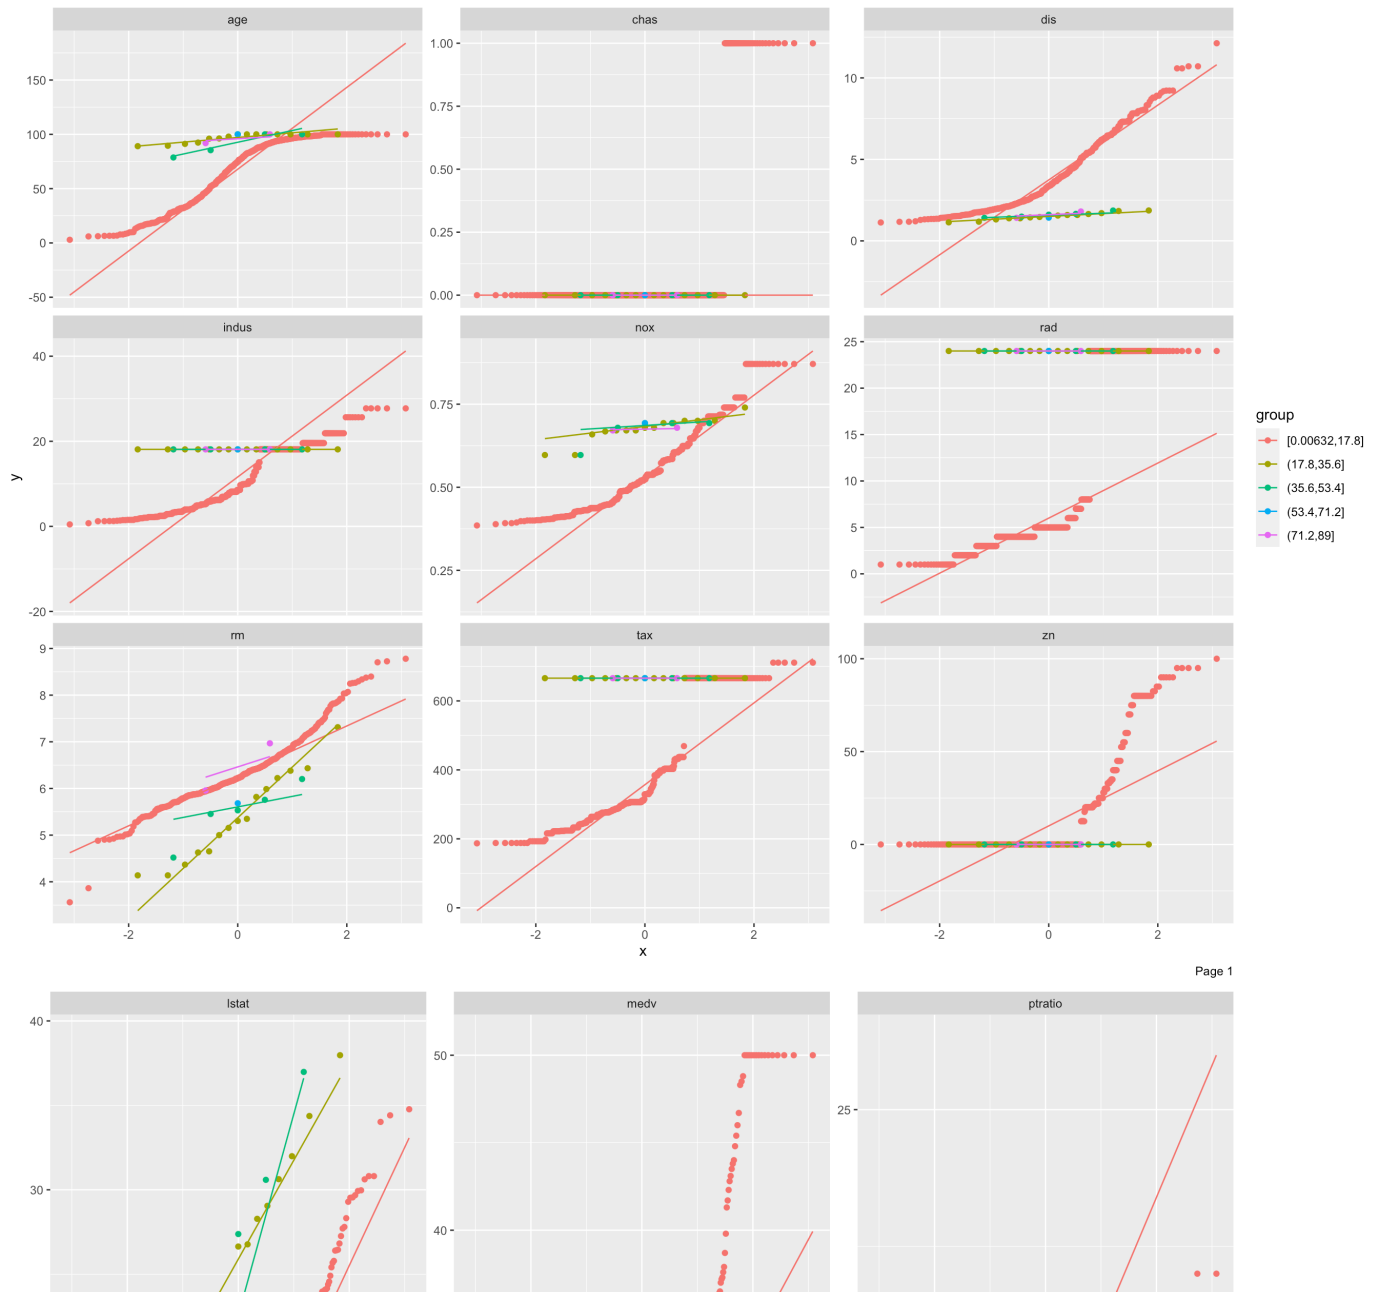 age
chas
dis
150
100
50
0
-50
1.00
0.75
0.50
0.25
0.00
10
5
0
indus
nox
rad
40
20
0
-20
0.75
0.50
0.25
25
20
15
10
5
0
group
[0.00632,17.8]
(17.8,35.6]
(35.6,53.4]
(53.4,71.2]
(71.2,89]
y
rm
tax
zn
9
8
7
6
5
4
600
400
200
0
100
50
0
-2 0 2
-2 0 2
-2 0 2
x
Page 1
lstat
medv
ptratio
40
30
50
40
25